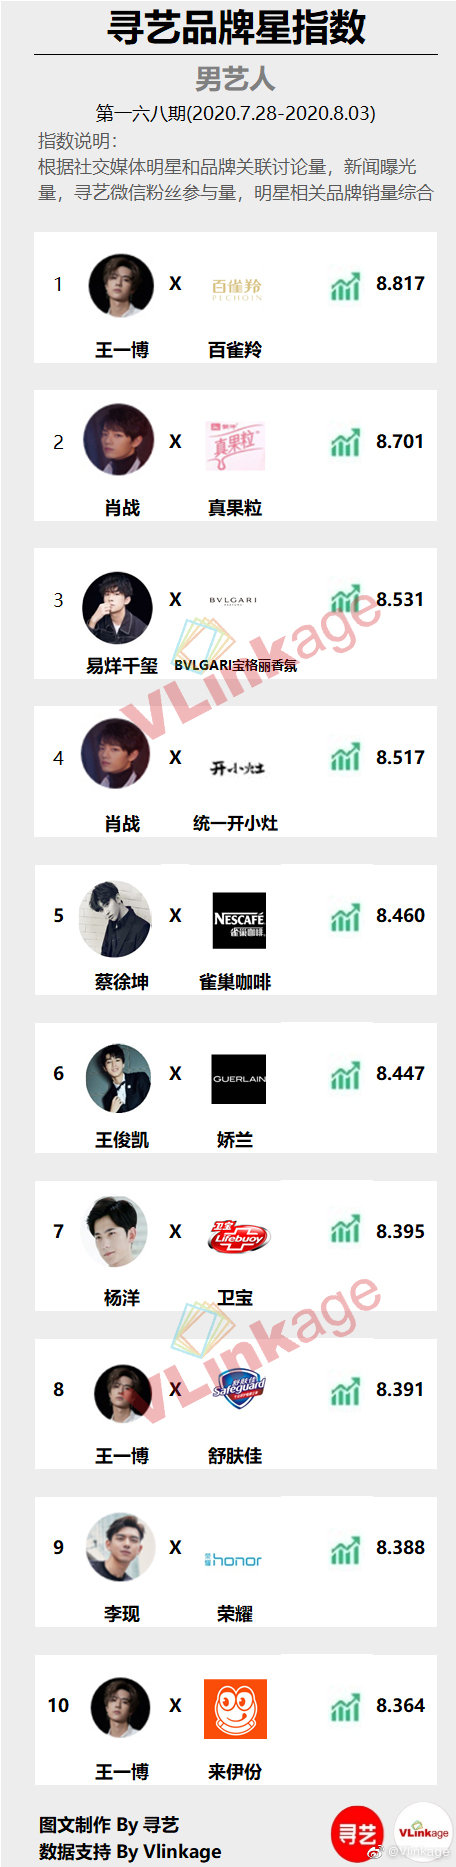 寻艺品牌星指数
男艺人
第一六八期(2020.7.28-2020.8.03)
指数说明：
根据社交媒体明星和品牌关联讨论量，新闻曝光
量，寻艺微信粉丝参与量，明星相关品牌销量综合
1 X 百雀羚 PECHOIN 8.817
王一博 百雀羚
2 X 真果粒 8.701
肖战 真果粒
3 X BVLGARI 8.531
易烊千玺 BVLGARI宝格丽香氛
VLinkage
4 X 开小灶 8.517
肖战 统一开小灶
5 X NESCAFÉ 雀巢咖啡 8.460
蔡徐坤 雀巢咖啡
6 X GUERLAIN 8.447
王俊凯 娇兰
7 X 卫宝 Lifebuoy 8.395
杨洋 卫宝
VLinkage
8 X 舒肤佳 Safeguard 8.391
王一博 舒肤佳
9 X 荣耀 honor 8.388
李现 荣耀
10 X 8.364
王一博 来伊份
图文制作 By 寻艺
数据支持 By Vlinkage
寻艺
VLinkage
@Vlinkage